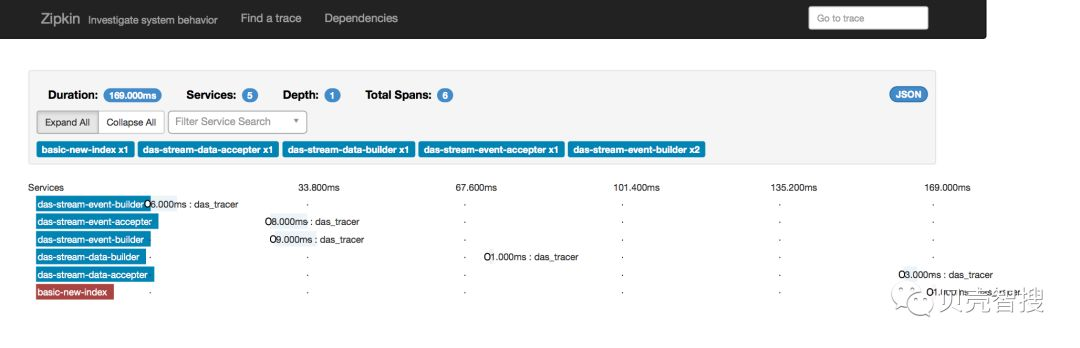 Zipkin Investigate system behavior Find a trace Dependencies Go to trace
Duration: 169.000ms Services: 5 Depth: 1 Total Spans: 6 JSON
Expand All Collapse All Filter Service Search
basic-new-index x1 das-stream-data-accepter x1 das-stream-data-builder x1 das-stream-event-accepter x1 das-stream-event-builder x2
Services 33.800ms 67.600ms 101.400ms 135.200ms 169.000ms
das-stream-event-builder 6.000ms : das_tracer
das-stream-event-accepter 8.000ms : das_tracer
das-stream-event-builder 9.000ms : das_tracer
das-stream-data-builder 1.000ms : das_tracer
das-stream-data-accepter 3.000ms : das_tracer
basic-new-index
贝壳智搜